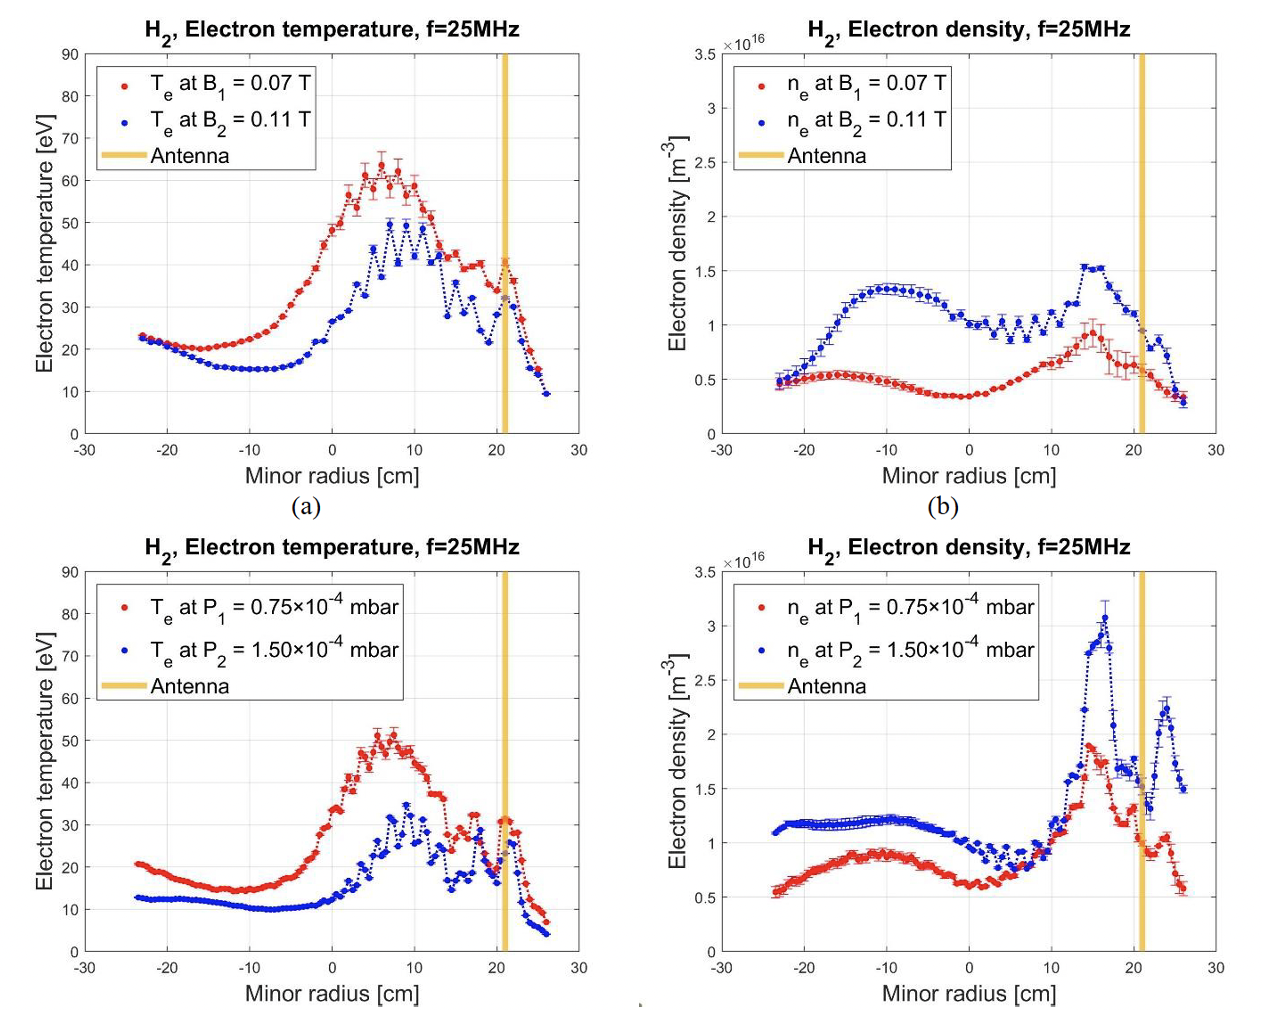 H2, Electron temperature, f=25MHz
Electron temperature [eV]
90
80
70
60
50
40
30
20
10
0
Te at B1 = 0.07 T
Te at B2 = 0.11 T
Antenna
-30 -20 -10 0 10 20 30
Minor radius [cm]
(a)
H2, Electron density, f=25MHz
×10^16
Electron density [m-3]
3.5
3
2.5
2
1.5
1
0.5
0
ne at B1 = 0.07 T
ne at B2 = 0.11 T
Antenna
-30 -20 -10 0 10 20 30
Minor radius [cm]
(b)
H2, Electron temperature, f=25MHz
Electron temperature [eV]
90
80
70
60
50
40
30
20
10
0
Te at P1 = 0.75×10-4 mbar
Te at P2 = 1.50×10-4 mbar
Antenna
-30 -20 -10 0 10 20 30
Minor radius [cm]
H2, Electron density, f=25MHz
×10^16
Electron density [m-3]
3.5
3
2.5
2
1.5
1
0.5
0
ne at P1 = 0.75×10-4 mbar
ne at P2 = 1.50×10-4 mbar
Antenna
-30 -20 -10 0 10 20 30
Minor radius [cm]